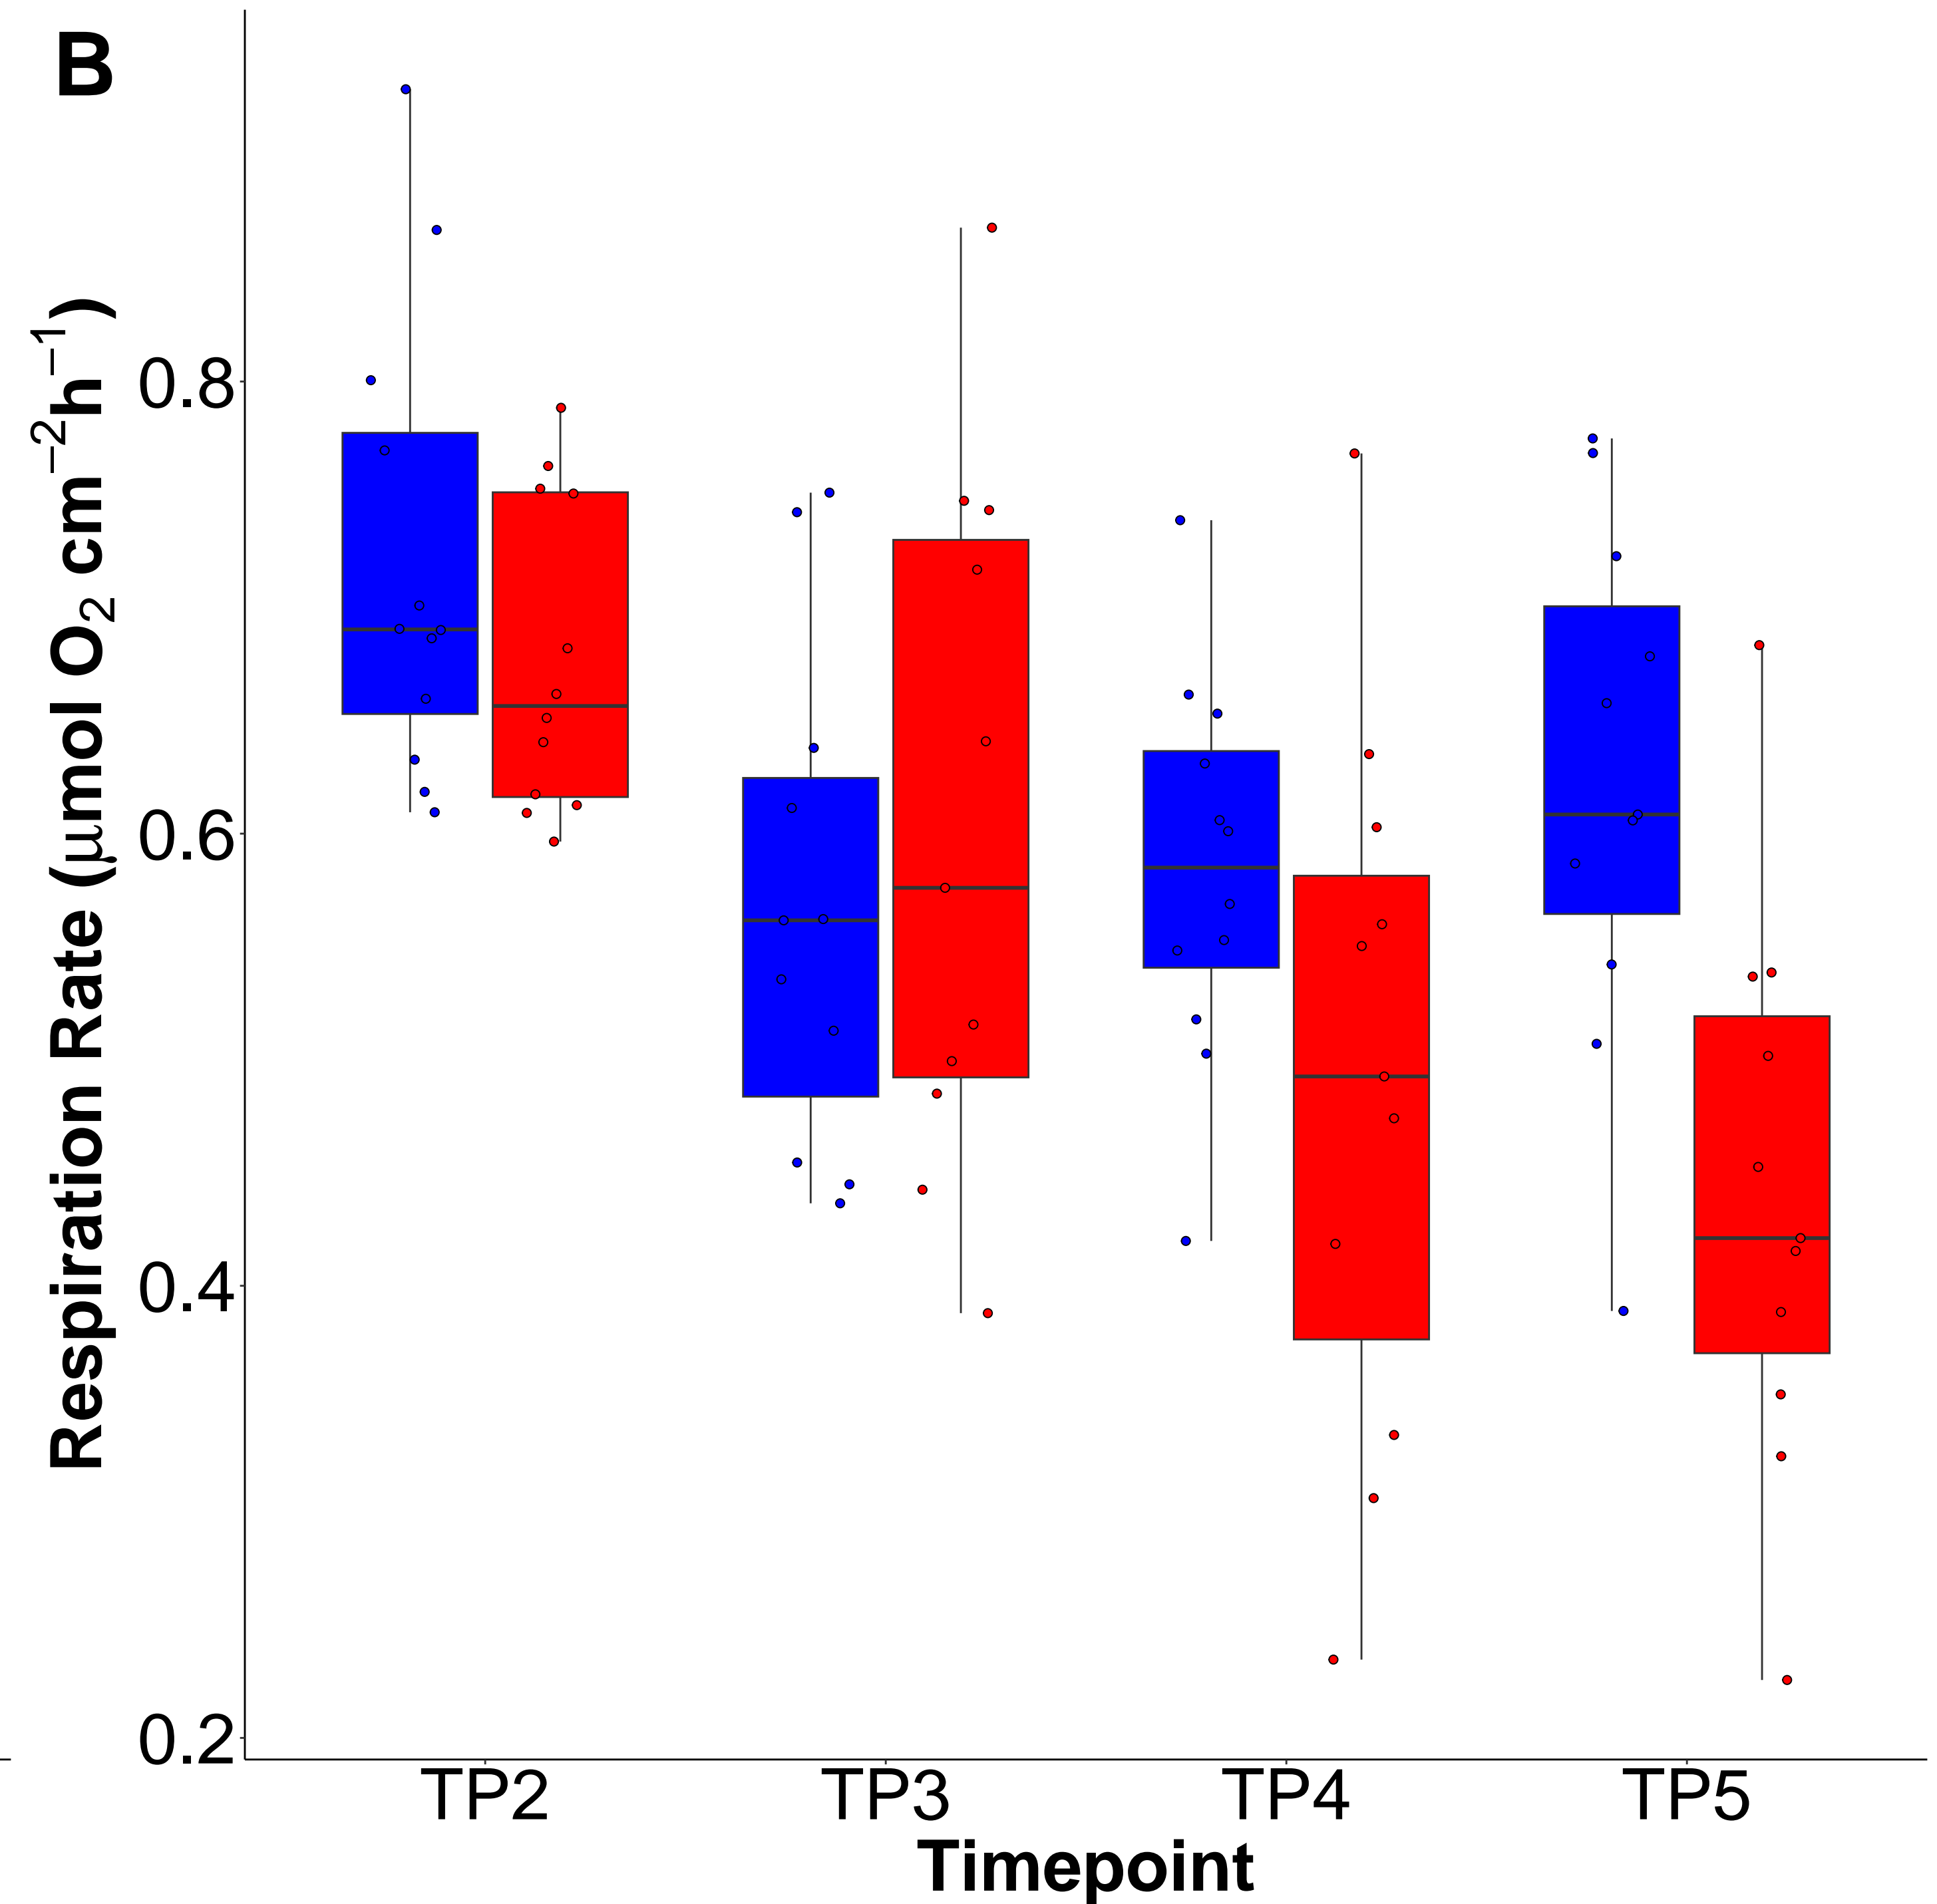 B
Respiration Rate (μmol O₂ cm⁻²h⁻¹)
0.8
0.6
0.4
0.2
TP2 TP3 TP4 TP5
Timepoint